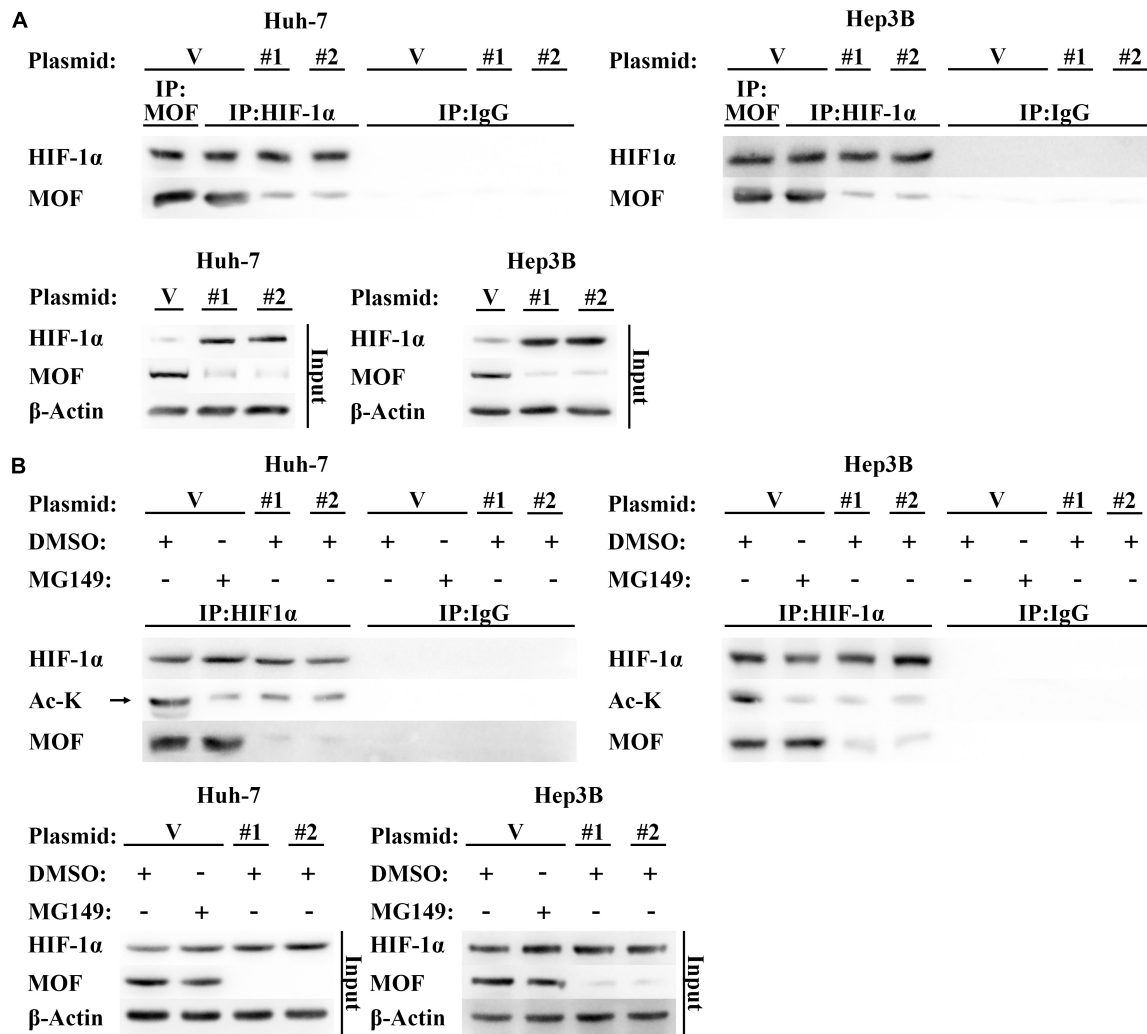 A
Huh-7
Plasmid: V #1 #2 V #1 #2
IP: MOF IP:HIF-1α IP:IgG
HIF-1α
MOF
Hep3B
Plasmid: V #1 #2 V #1 #2
IP: MOF IP:HIF-1α IP:IgG
HIF1α
MOF
Huh-7
Plasmid: V #1 #2
HIF-1α
MOF
β-Actin
Input
Hep3B
Plasmid: V #1 #2
HIF-1α
MOF
β-Actin
Input
B
Huh-7
Plasmid: V #1 #2 V #1 #2
DMSO: + - + + + - + +
MG149: - + - - - + - -
IP:HIF1α IP:IgG
HIF-1α
Ac-K
MOF
Hep3B
Plasmid: V #1 #2 V #1 #2
DMSO: + - + + + - + +
MG149: - + - - - + - -
IP:HIF-1α IP:IgG
HIF-1α
Ac-K
MOF
Huh-7
Plasmid: V #1 #2
DMSO: + - + +
MG149: - + - -
HIF-1α
MOF
β-Actin
Input
Hep3B
Plasmid: V #1 #2
DMSO: + - + +
MG149: - + - -
HIF-1α
MOF
β-Actin
Input